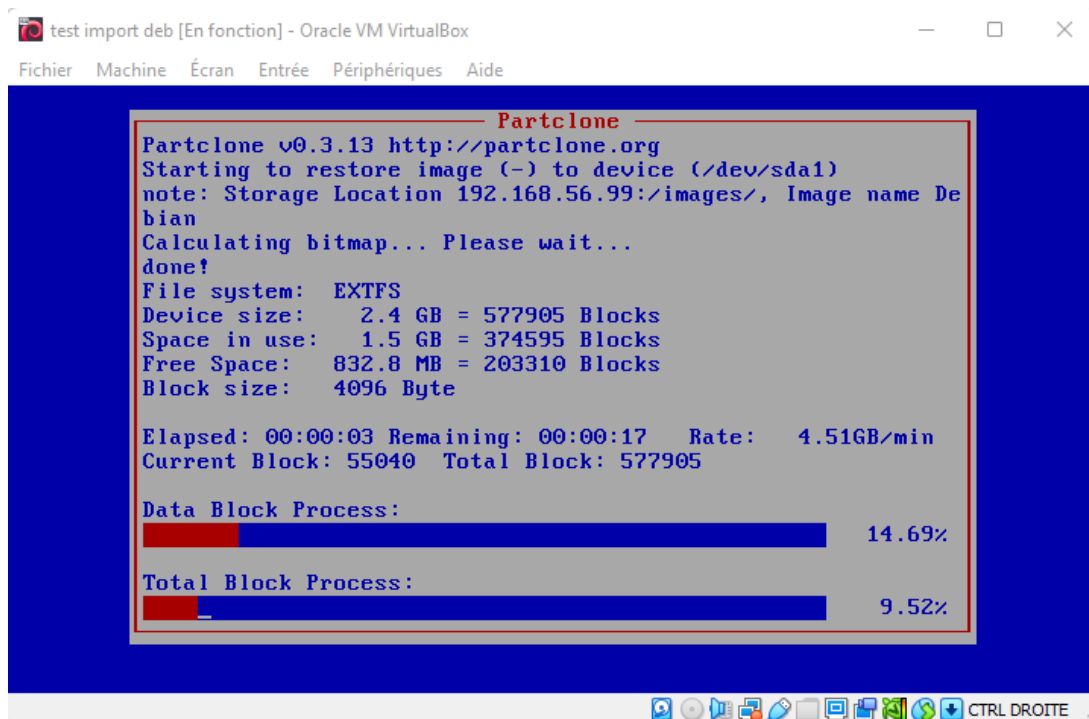 test import deb [En fonction] - Oracle VM VirtualBox
Fichier Machine Écran Entrée Périphériques Aide
Partclone
Partclone v0.3.13 http://partclone.org
Starting to restore image (-) to device (/dev/sda1)
note: Storage Location 192.168.56.99:/images/, Image name De
bian
Calculating bitmap... Please wait...
done!
File system: EXTFS
Device size: 2.4 GB = 577905 Blocks
Space in use: 1.5 GB = 374595 Blocks
Free Space: 832.8 MB = 203310 Blocks
Block size: 4096 Byte
Elapsed: 00:00:03 Remaining: 00:00:17 Rate: 4.51GB/min
Current Block: 55040 Total Block: 577905
Data Block Process:
14.69%
Total Block Process:
9.52%
CTRL DROITE